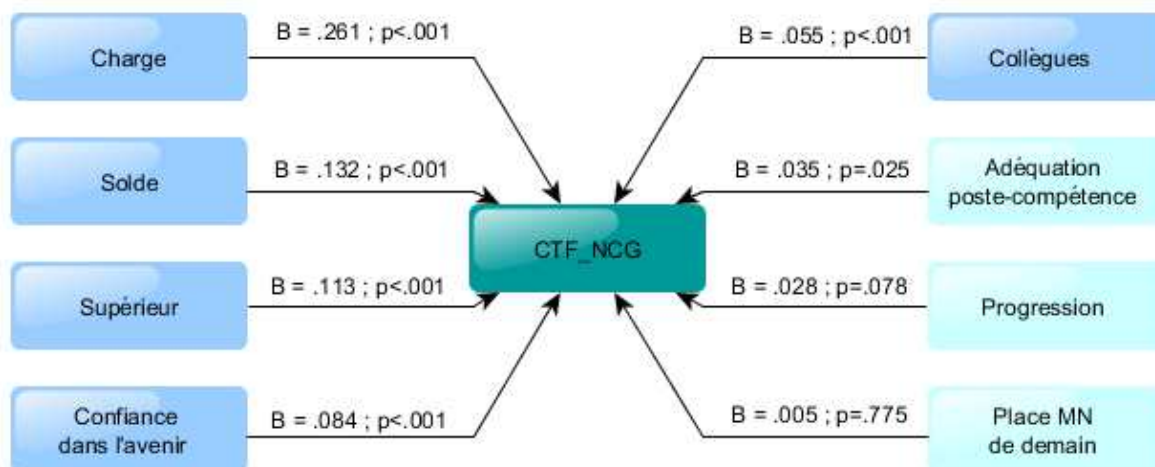 Charge
B = .261 ; p<.001
B = .055 ; p<.001
Collègues
Solde
B = .132 ; p<.001
B = .035 ; p=.025
Adéquation
poste-compétence
CTF_NCG
Supérieur
B = .113 ; p<.001
B = .028 ; p=.078
Progression
Confiance
dans l'avenir
B = .084 ; p<.001
B = .005 ; p=.775
Place MN
de demain